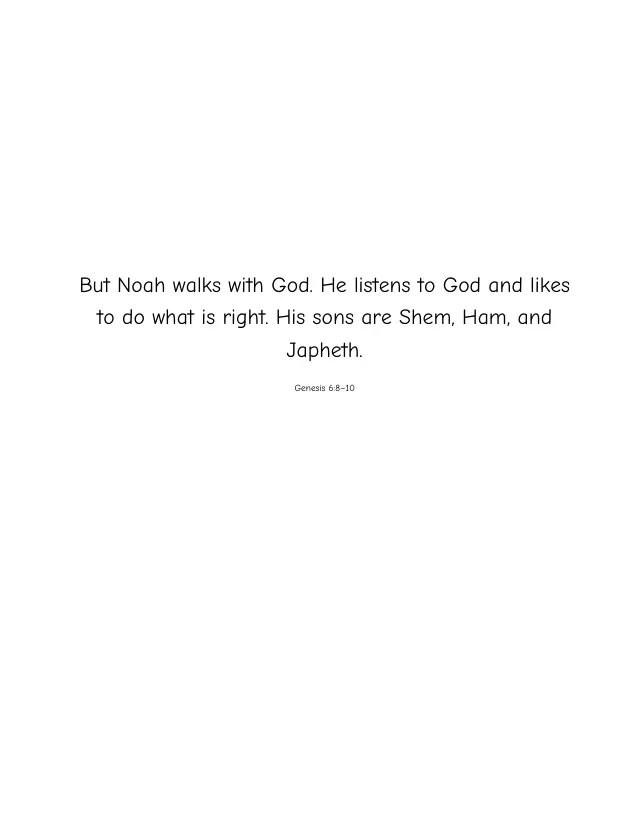 But Noah walks with God. He listens to God and likes
to do what is right. His sons are Shem, Ham, and
Japheth.
Genesis 6:8–10